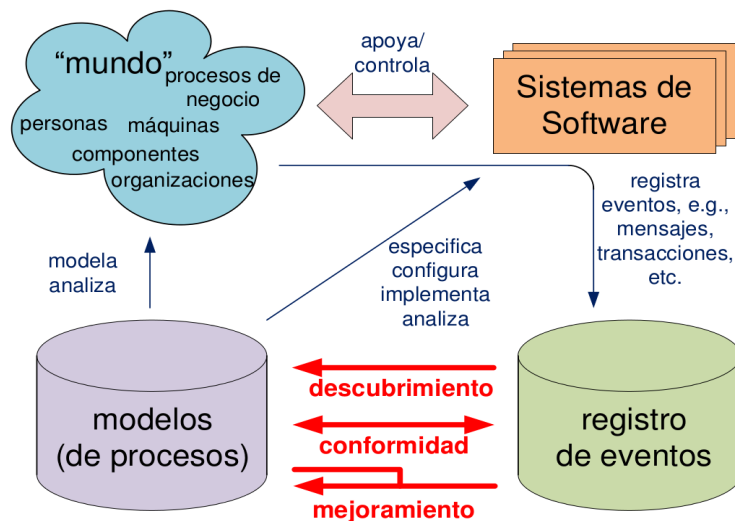 “mundo”
procesos de
negocio
personas
máquinas
componentes
organizaciones
apoya/
controla
Sistemas de
Software
registra
eventos, e.g.,
mensajes,
transacciones,
etc.
modela
analiza
especifica
configura
implementa
analiza
modelos
(de procesos)
descubrimiento
conformidad
mejoramiento
registro
de eventos